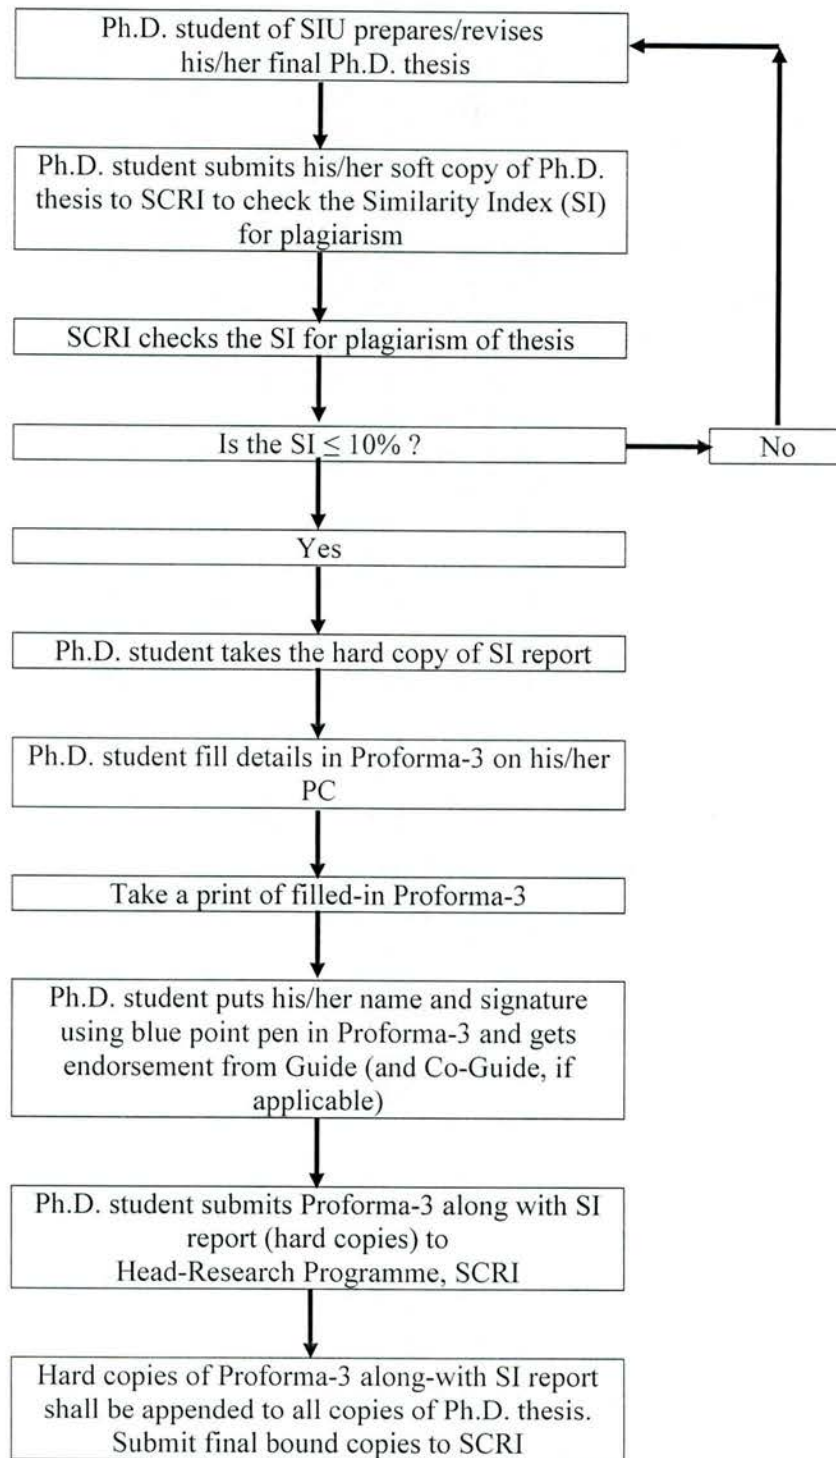 Ph.D. student of SIU prepares/revises
his/her final Ph.D. thesis
Ph.D. student submits his/her soft copy of Ph.D.
thesis to SCRI to check the Similarity Index (SI)
for plagiarism
SCRI checks the SI for plagiarism of thesis
Is the SI ≤ 10% ?
No
Yes
Ph.D. student takes the hard copy of SI report
Ph.D. student fill details in Proforma-3 on his/her
PC
Take a print of filled-in Proforma-3
Ph.D. student puts his/her name and signature
using blue point pen in Proforma-3 and gets
endorsement from Guide (and Co-Guide, if
applicable)
Ph.D. student submits Proforma-3 along with SI
report (hard copies) to
Head-Research Programme, SCRI
Hard copies of Proforma-3 along-with SI report
shall be appended to all copies of Ph.D. thesis.
Submit final bound copies to SCRI